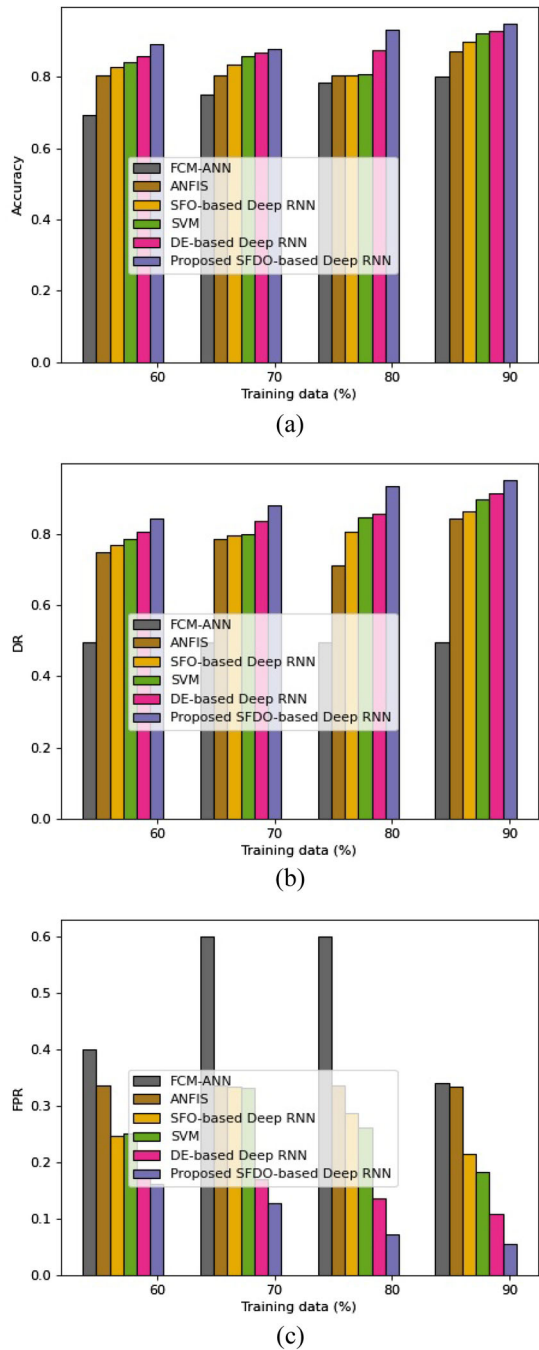 Accuracy
0.8
0.6
0.4
0.2
0.0
FCM-ANN
ANFIS
SFO-based Deep RNN
SVM
DE-based Deep RNN
Proposed SFDO-based Deep RNN
60
70
80
90
Training data (%)
(a)
DR
0.8
0.6
0.4
0.2
0.0
FCM-ANN
ANFIS
SFO-based Deep RNN
SVM
DE-based Deep RNN
Proposed SFDO-based Deep RNN
60
70
80
90
Training data (%)
(b)
FPR
0.6
0.5
0.4
0.3
0.2
0.1
0.0
FCM-ANN
ANFIS
SFO-based Deep RNN
SVM
DE-based Deep RNN
Proposed SFDO-based Deep RNN
60
70
80
90
Training data (%)
(c)